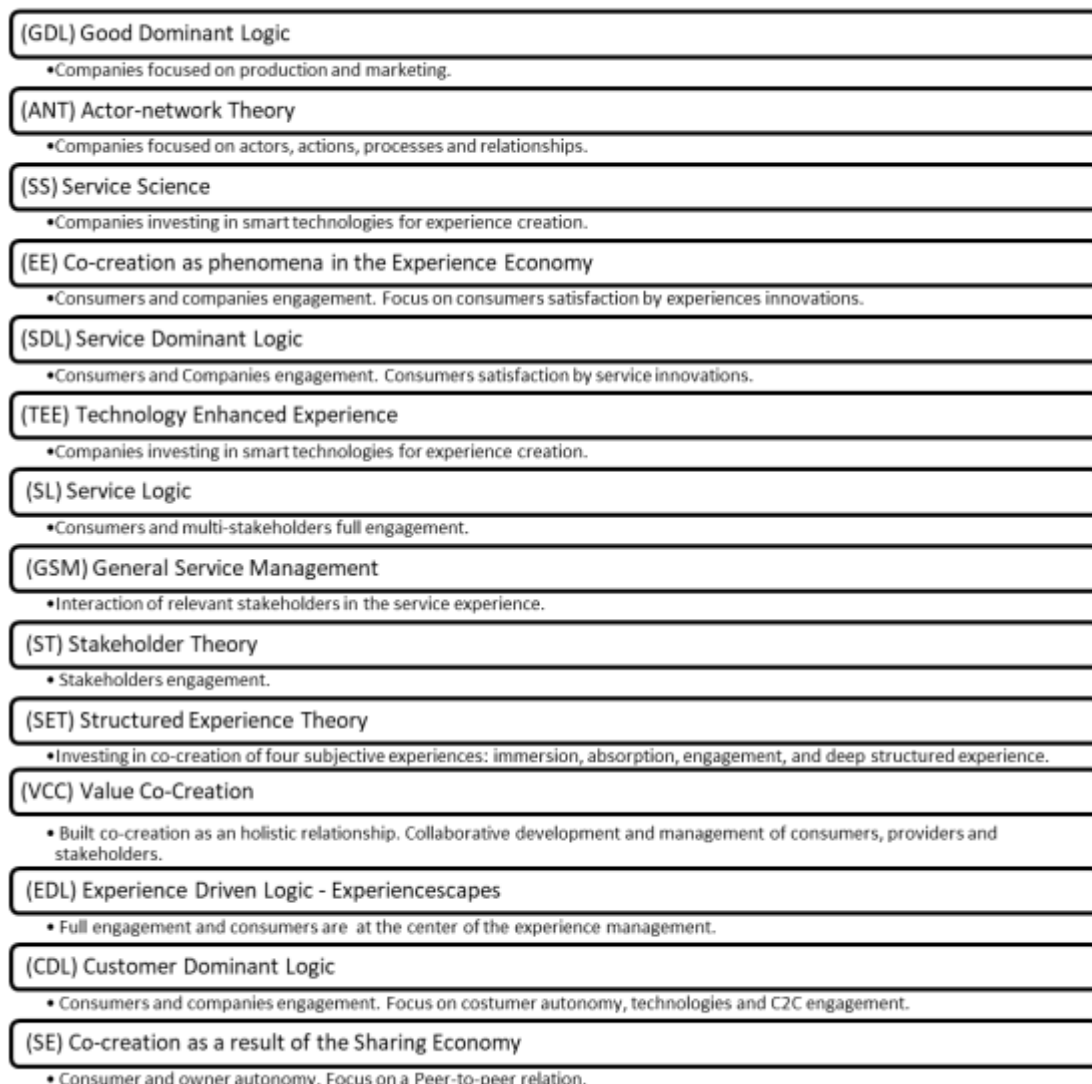 (GDL) Good Dominant Logic
•Companies focused on production and marketing.
(ANT) Actor-network Theory
•Companies focused on actors, actions, processes and relationships.
(SS) Service Science
•Companies investing in smart technologies for experience creation.
(EE) Co-creation as phenomena in the Experience Economy
•Consumers and companies engagement. Focus on consumers satisfaction by experiences innovations.
(SDL) Service Dominant Logic
•Consumers and Companies engagement. Consumers satisfaction by service innovations.
(TEE) Technology Enhanced Experience
•Companies investing in smart technologies for experience creation.
(SL) Service Logic
•Consumers and multi-stakeholders full engagement.
(GSM) General Service Management
•Interaction of relevant stakeholders in the service experience.
(ST) Stakeholder Theory
• Stakeholders engagement.
(SET) Structured Experience Theory
•Investing in co-creation of four subjective experiences: immersion, absorption, engagement, and deep structured experience.
(VCC) Value Co-Creation
• Built co-creation as an holistic relationship. Collaborative development and management of consumers, providers and
stakeholders.
(EDL) Experience Driven Logic - Experiencescapes
• Full engagement and consumers are at the center of the experience management.
(CDL) Customer Dominant Logic
• Consumers and companies engagement. Focus on costumer autonomy, technologies and C2C engagement.
(SE) Co-creation as a result of the Sharing Economy
• Consumer and owner autonomy. Focus on a Peer-to-peer relation.